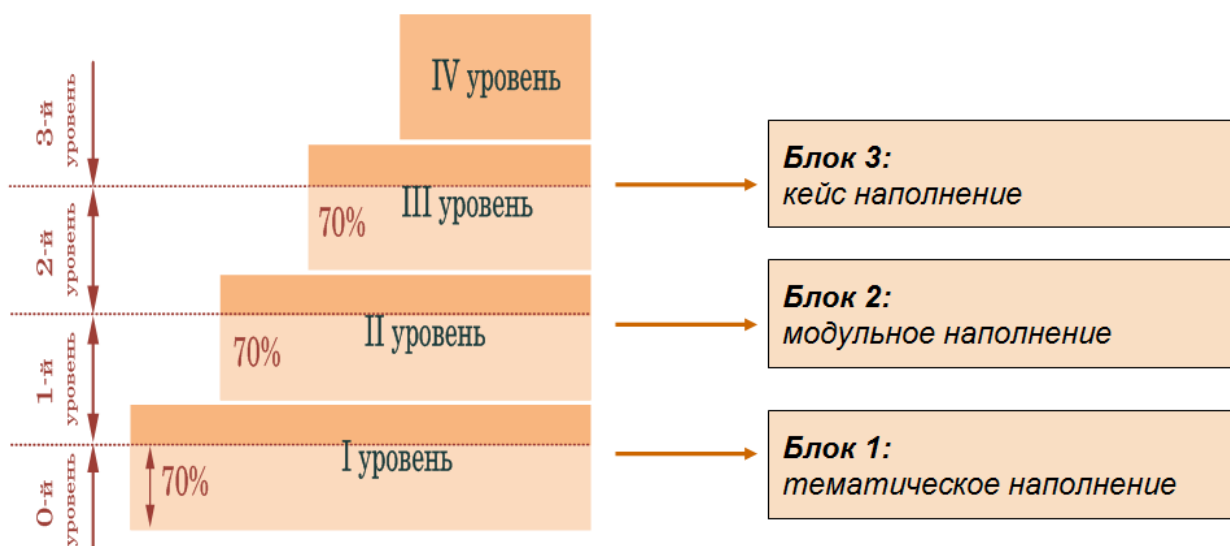 IV уровень
3-й
уровень
Блок 3:
кейс наполнение
III уровень
70%
2-й
уровень
Блок 2:
модульное наполнение
II уровень
70%
1-й
уровень
Блок 1:
тематическое наполнение
I уровень
70%
0-й
уровень